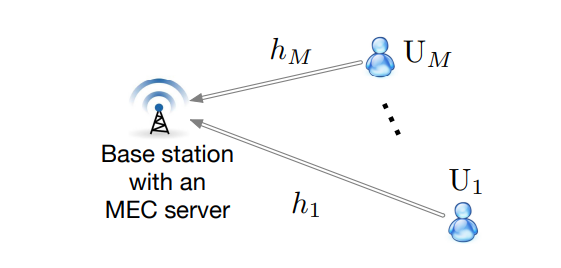 h_M
U_M
Base station
with an
MEC server
h_1
U_1